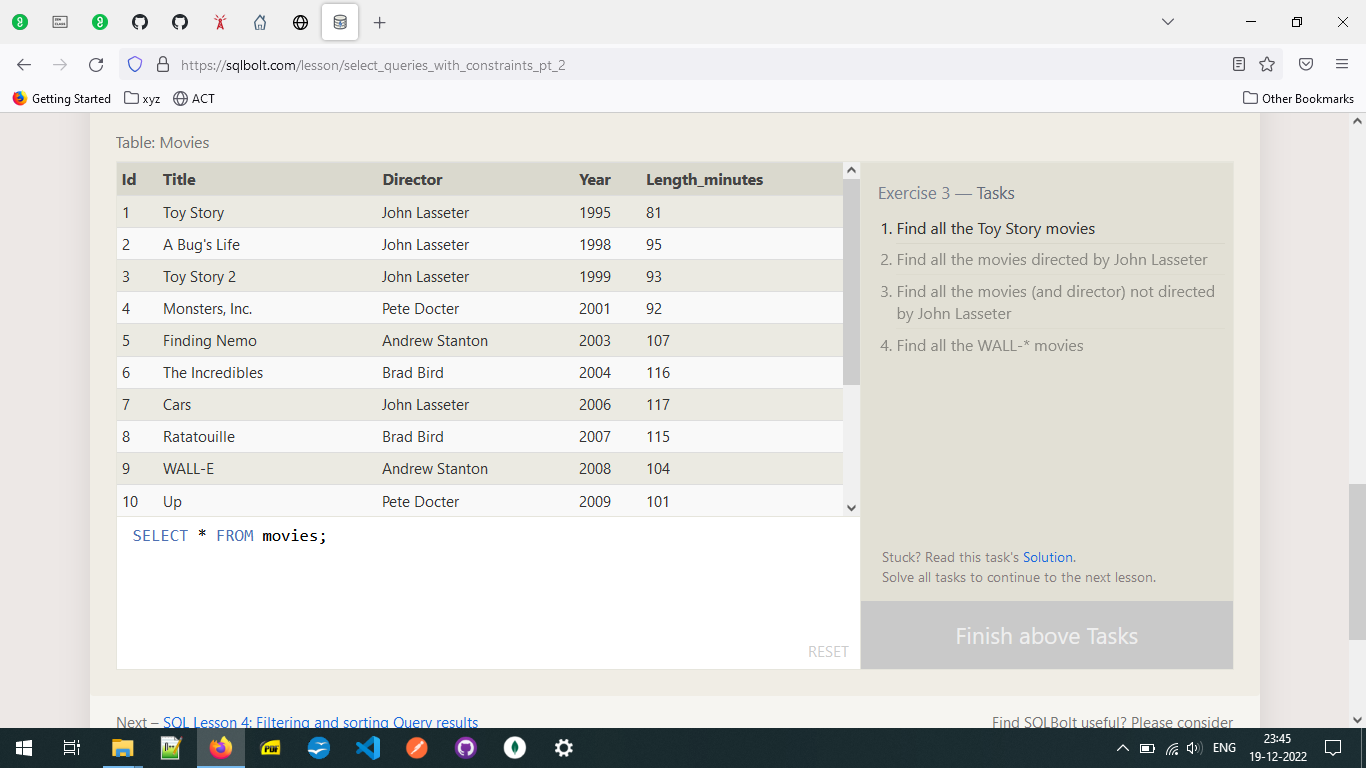 https://sqlbolt.com/lesson/select_queries_with_constraints_pt_2
Getting Started xyz ACT Other Bookmarks
Table: Movies
Id Title Director Year Length_minutes
1 Toy Story John Lasseter 1995 81
2 A Bug's Life John Lasseter 1998 95
3 Toy Story 2 John Lasseter 1999 93
4 Monsters, Inc. Pete Docter 2001 92
5 Finding Nemo Andrew Stanton 2003 107
6 The Incredibles Brad Bird 2004 116
7 Cars John Lasseter 2006 117
8 Ratatouille Brad Bird 2007 115
9 WALL-E Andrew Stanton 2008 104
10 Up Pete Docter 2009 101
SELECT * FROM movies;
RESET
Exercise 3 — Tasks
1. Find all the Toy Story movies
2. Find all the movies directed by John Lasseter
3. Find all the movies (and director) not directed
by John Lasseter
4. Find all the WALL-* movies
Stuck? Read this task's Solution.
Solve all tasks to continue to the next lesson.
Finish above Tasks
Next – SQL Lesson 4: Filtering and sorting Query results
Find SQLBolt useful? Please consider
PDF
ENG
23:45
19-12-2022